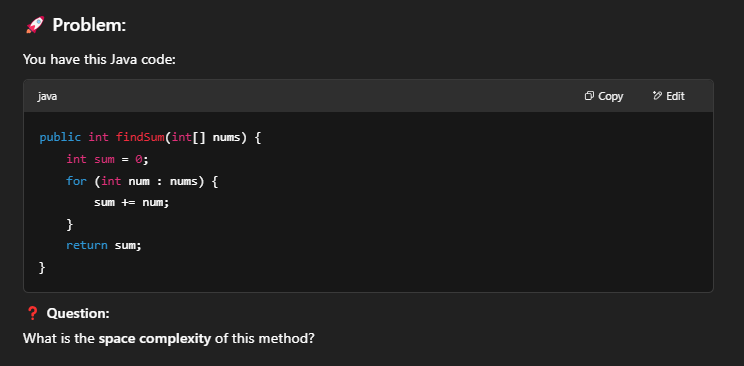 🚀 Problem:
You have this Java code:
java Copy Edit
public int findSum(int[] nums) {
    int sum = 0;
    for (int num : nums) {
        sum += num;
    }
    return sum;
}
❓ Question:
What is the space complexity of this method?